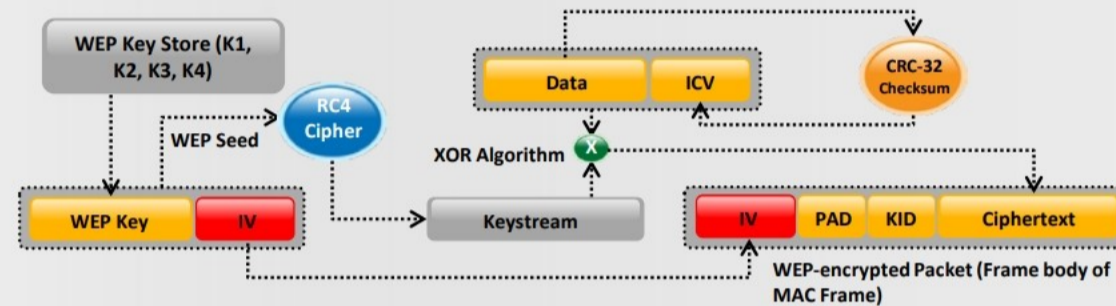 WEP Key Store (K1,
K2, K3, K4)
RC4
Cipher
WEP Seed
WEP Key
IV
Data
ICV
CRC-32
Checksum
XOR Algorithm
X
Keystream
IV
PAD
KID
Ciphertext
WEP-encrypted Packet (Frame body of
MAC Frame)